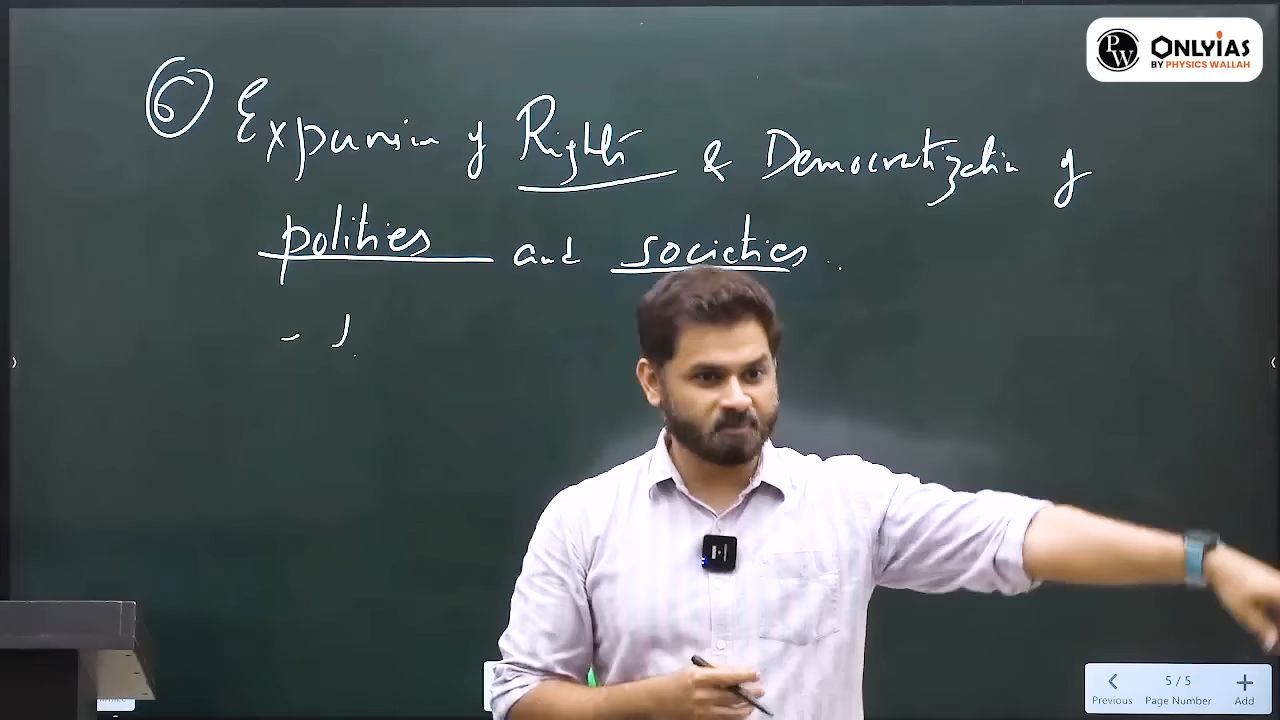 ⑥ Expansion of Rights & Democratization of
polities and societies..
-
PW ONLYIAS
BY PHYSICS WALLAH
Previous
5 / 5
Page Number
Add